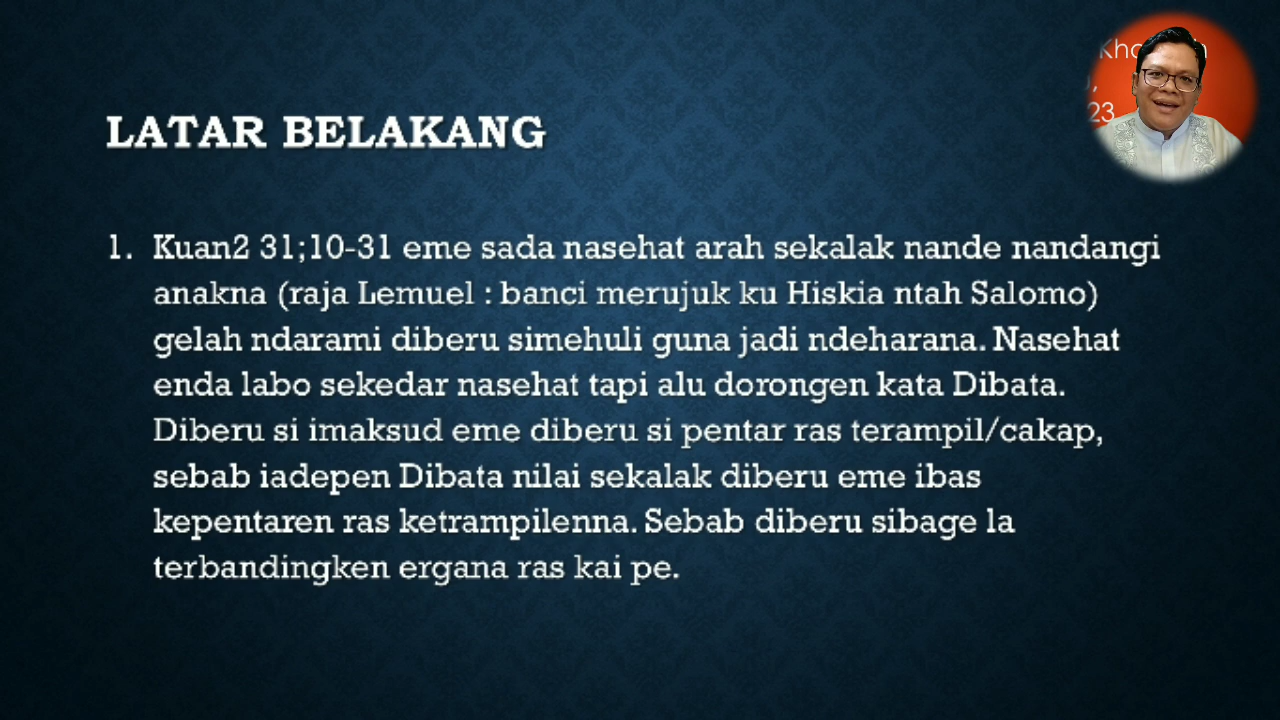 LATAR BELAKANG
1. Kuan2 31;10-31 eme sada nasehat arah sekalak nande nandangi
anakna (raja Lemuel : banci merujuk ku Hiskia ntah Salomo)
gelah ndarami diberu simehuli guna jadi ndeharana. Nasehat
enda labo sekedar nasehat tapi alu dorongen kata Dibata.
Diberu si imaksud eme diberu si pentar ras terampil/cakap,
sebab iadepen Dibata nilai sekalak diberu eme ibas
kepentaren ras ketrampilenna. Sebab diberu sibage la
terbandingken ergana ras kai pe.
23